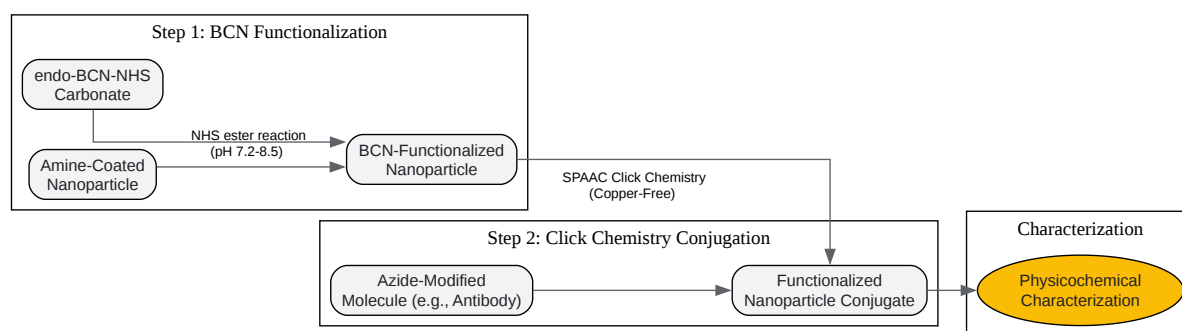 Step 1: BCN Functionalization
endo-BCN-NHS
Carbonate
NHS ester reaction
(pH 7.2-8.5)
Amine-Coated
Nanoparticle
BCN-Functionalized
Nanoparticle
SPAAC Click Chemistry
(Copper-Free)
Step 2: Click Chemistry Conjugation
Azide-Modified
Molecule (e.g., Antibody)
Functionalized
Nanoparticle Conjugate
Characterization
Physicochemical
Characterization